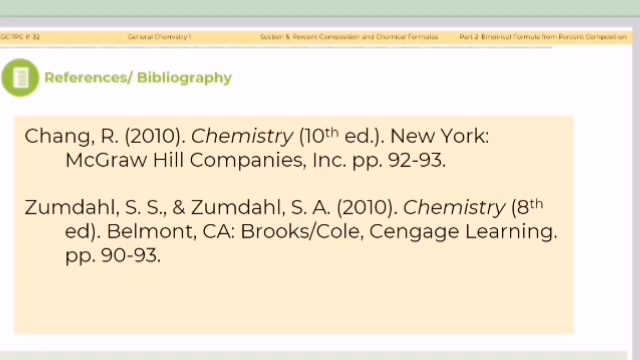 GCTIPC IF 32 General Chemistry 1 Section 5: Percent Composition and Chemical Formulas Part 2: Empirical Formula from Percent Composition
References/ Bibliography
Chang, R. (2010). Chemistry (10th ed.). New York:
McGraw Hill Companies, Inc. pp. 92-93.
Zumdahl, S. S., & Zumdahl, S. A. (2010). Chemistry (8th
ed). Belmont, CA: Brooks/Cole, Cengage Learning.
pp. 90-93.